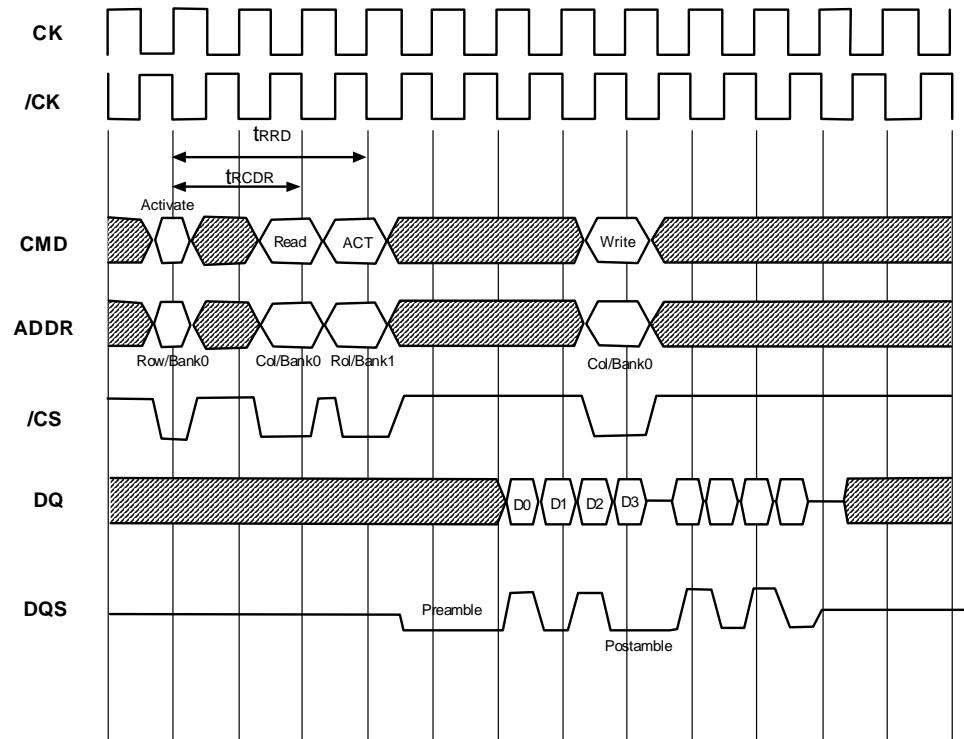 CK
/CK
tRRD
tRCDR
Activate
CMD
Read
ACT
Write
ADDR
Row/Bank0
Col/Bank0
Rol/Bank1
Col/Bank0
/CS
DQ
D0
D1
D2
D3
DQS
Preamble
Postamble